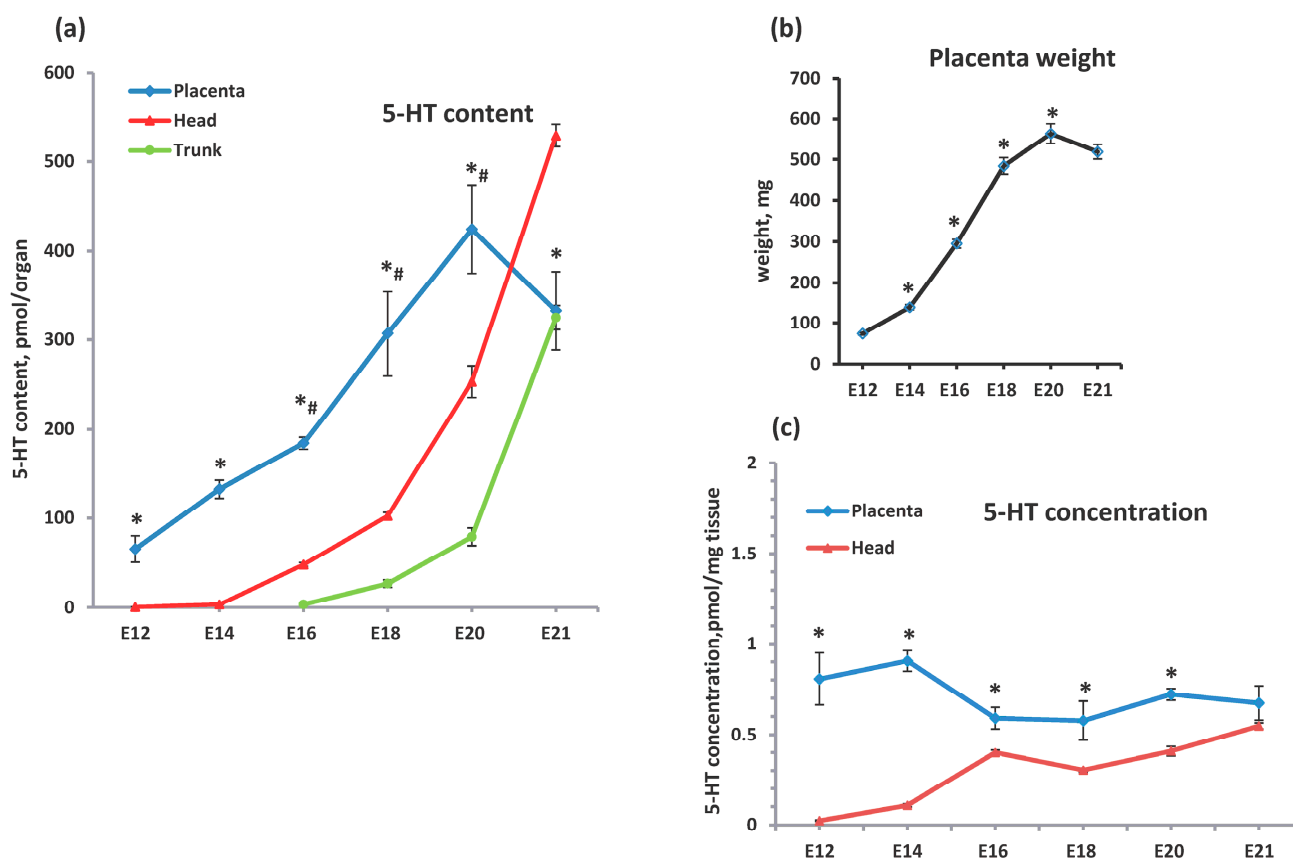 (a)
5-HT content
Placenta
Head
Trunk
5-HT content, pmol/organ
600
500
400
300
200
100
0
*
*
*#
*#
*#
*
E12 E14 E16 E18 E20 E21
(b)
Placenta weight
weight, mg
700
600
500
400
300
200
100
0
*
*
*
*
E12 E14 E16 E18 E20 E21
(c)
5-HT concentration
Placenta
Head
5-HT concentration,pmol/mg tissue
2
1.5
1
0.5
0
*
*
*
*
*
E12 E14 E16 E18 E20 E21